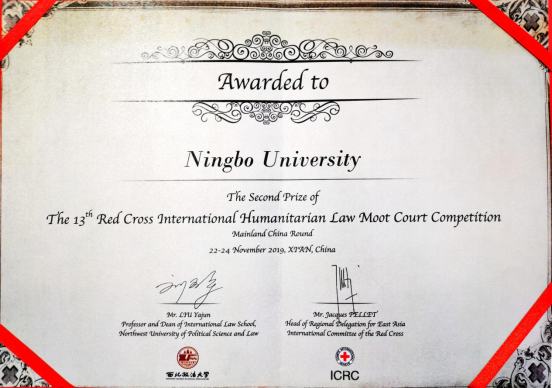 Awarded to
Ningbo University
The Second Prize of
The 13th Red Cross International Humanitarian Law Moot Court Competition
Mainland China Round
22-24 November 2019, XI'AN, China
Mr. LYU Yajun
Professor and Dean of International Law School,
Northwest University of Political Science and Law
Mr. Jacques PELLET
Head of Regional Delegation for East Asia
International Committee of the Red Cross
西北政法大学
ICRC